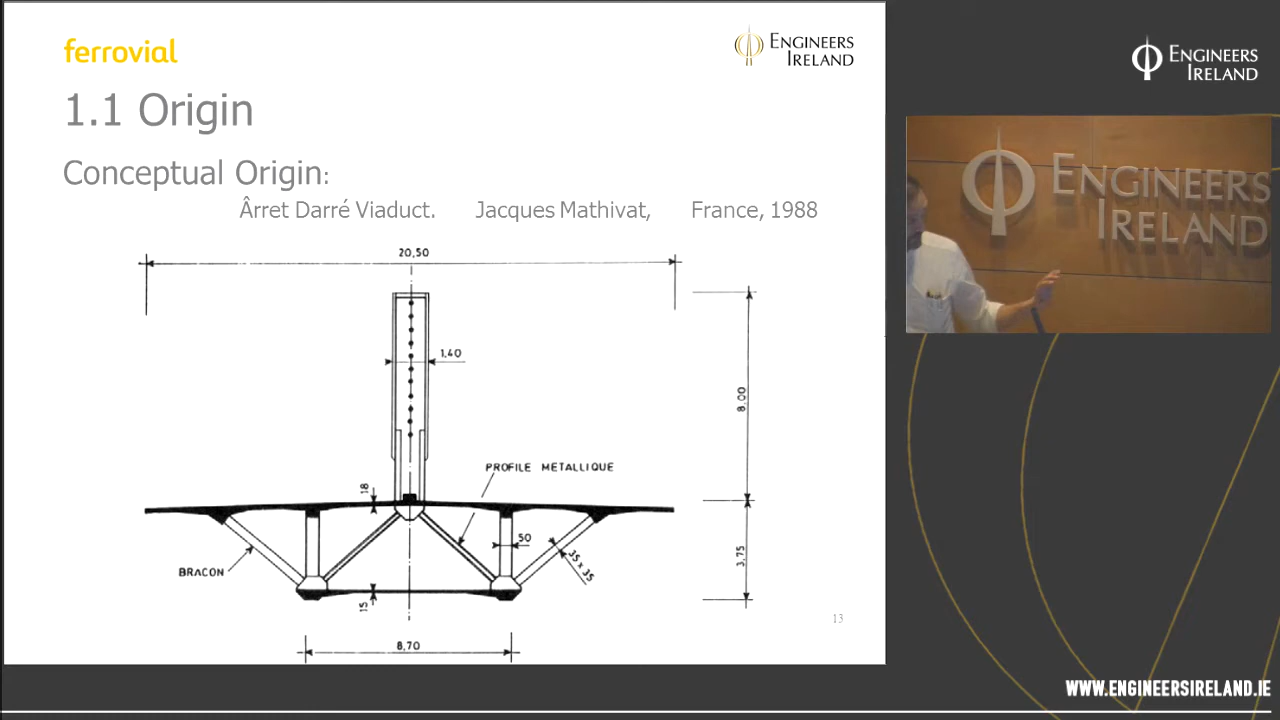 ferrovial
ENGINEERS
IRELAND
1.1 Origin
Conceptual Origin:
Ârret Darré Viaduct. Jacques Mathivat, France, 1988
20,50
1,40
8,00
PROFILE METALLIQUE
18
50
35 x 35
3,75
BRACON
15
8,70
13
ENGINEERS
IRELAND
ENGINEERS
IRELAND
WWW.ENGINEERSIRELAND.IE